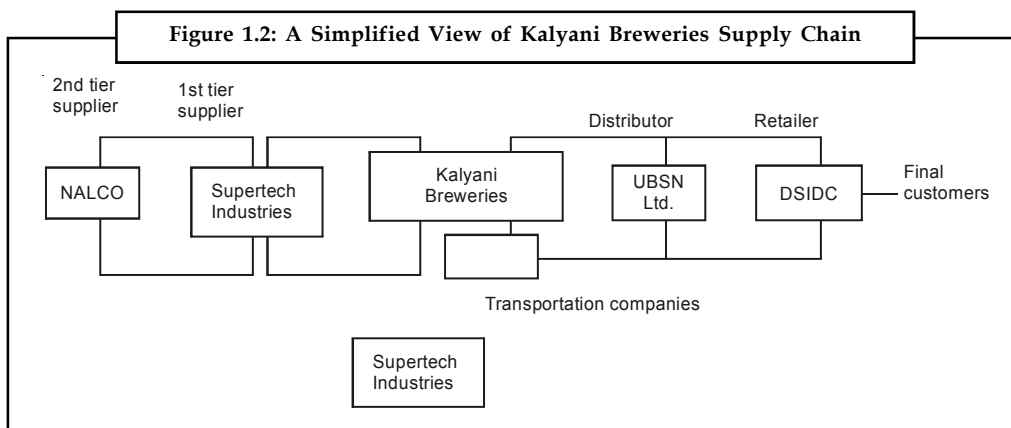 Figure 1.2: A Simplified View of Kalyani Breweries Supply Chain
2nd tier
supplier
1st tier
supplier
Distributor
Retailer
NALCO
Supertech
Industries
Kalyani
Breweries
UBSN
Ltd.
DSIDC
Final
customers
Transportation companies
Supertech
Industries